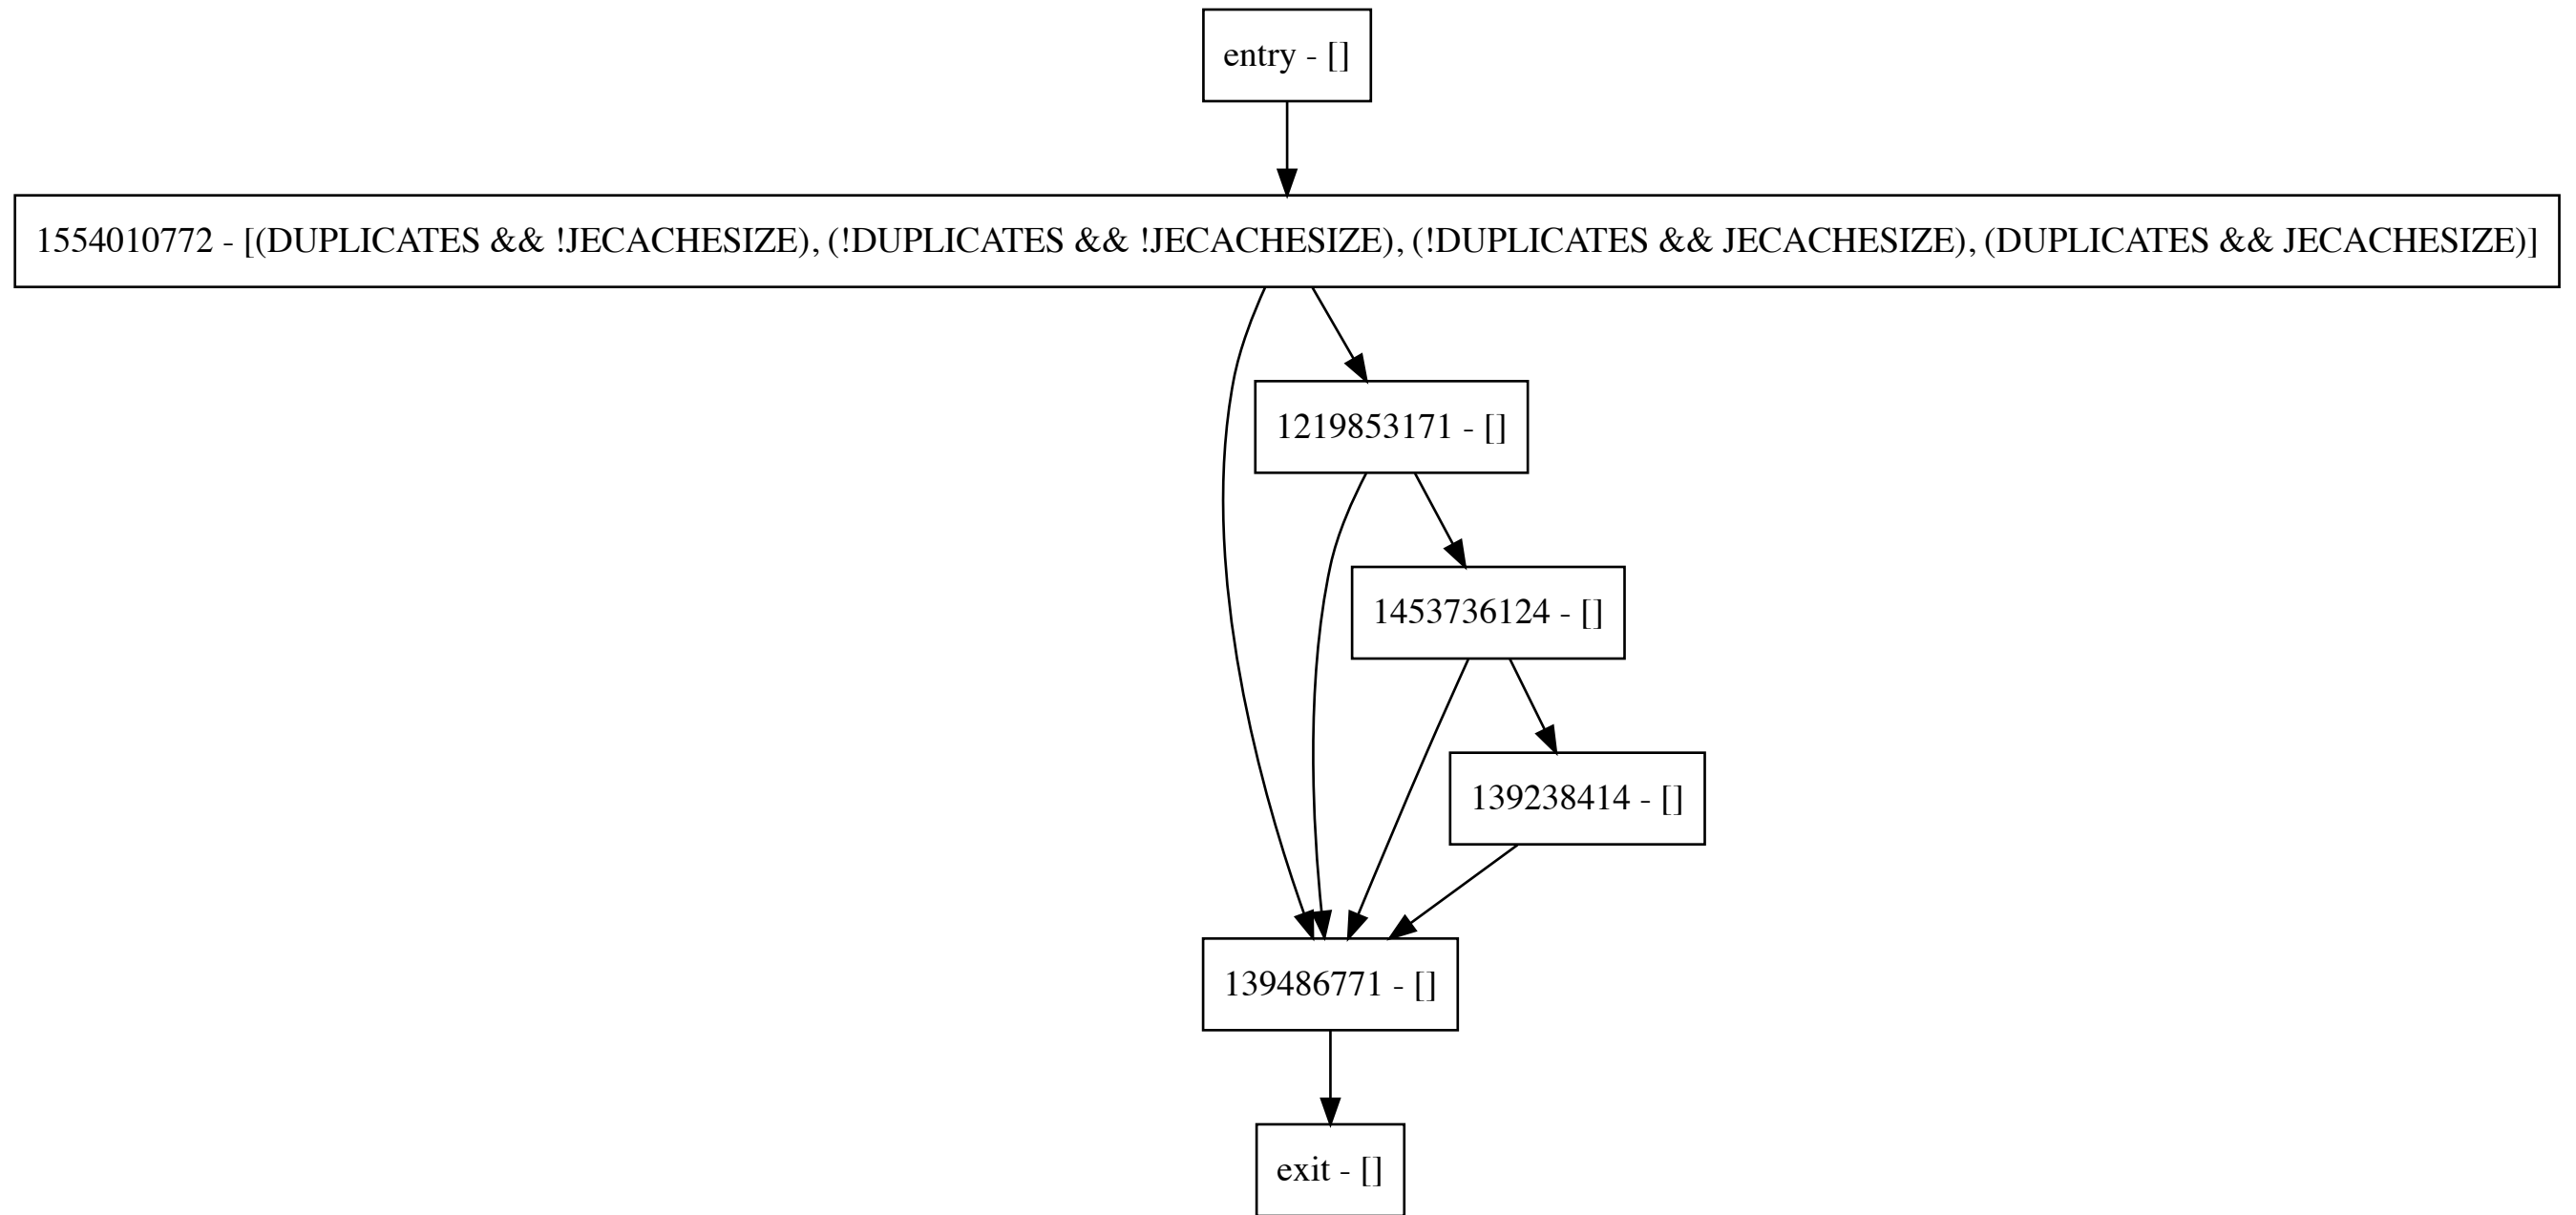 entry - []
1554010772 - [(DUPLICATES && !JECACHESIZE), (!DUPLICATES && !JECACHESIZE), (!DUPLICATES && JECACHESIZE), (DUPLICATES && JECACHESIZE)]
1219853171 - []
1453736124 - []
139238414 - []
139486771 - []
exit - []